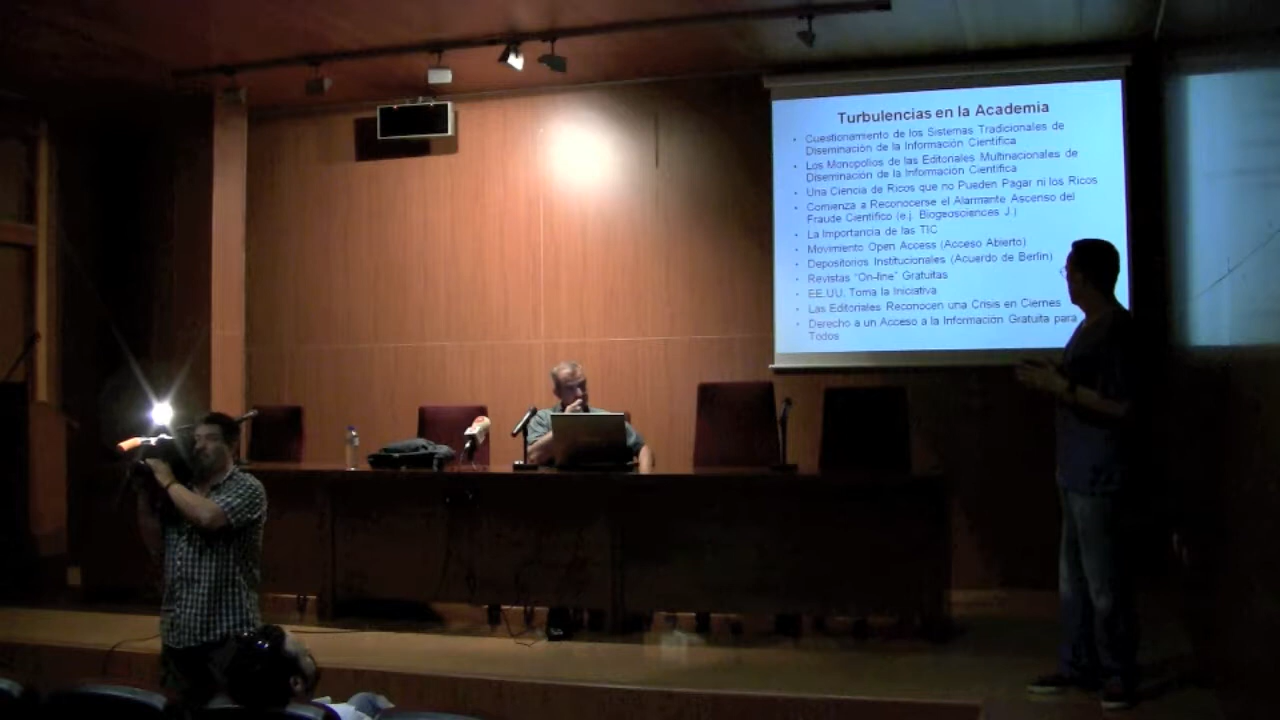 Turbulencias en la Academia
• Cuestionamiento de los Sistemas Tradicionales de
Diseminación de la Información Científica
• Los Monopolios de las Editoriales Multinacionales de
Diseminación de la Información Científica
• Una Ciencia de Ricos que no Pueden Pagar ni los Ricos
• Comienza a Reconocerse el Alarmante Ascenso del
Fraude Científico (e.j. Biogeosciences J.)
• La Importancia de las TIC
• Movimiento Open Access (Acceso Abierto)
• Depositorios Institucionales (Acuerdo de Berlín)
• Revistas "On-line" Gratuitas
• EE.UU. Toma la Iniciativa
• Las Editoriales Reconocen una Crisis en Ciernes
• Derecho a un Acceso a la Información Gratuita para
Todos